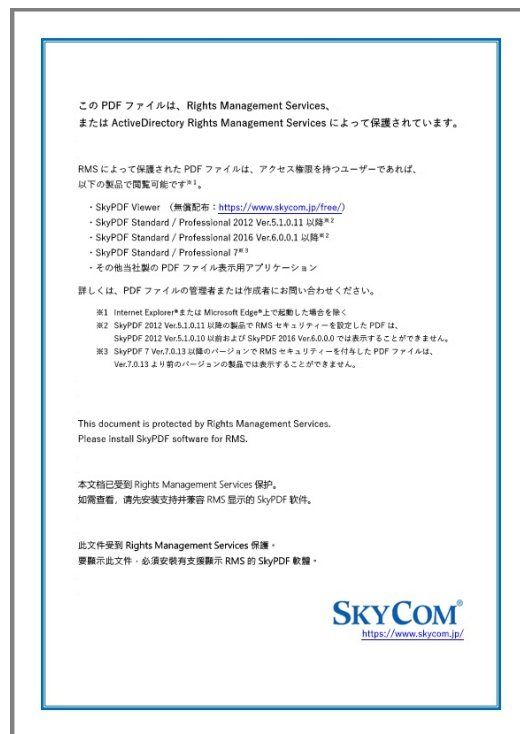 この PDF ファイルは、Rights Management Services、
または ActiveDirectory Rights Management Services によって保護されています。
RMS によって保護された PDF ファイルは、アクセス権限を持つユーザーであれば、
以下の製品で閲覧可能です※1。
・SkyPDF Viewer （無償配布：https://www.skycom.jp/free/）
・SkyPDF Standard / Professional 2012 Ver.5.1.0.11 以降※2
・SkyPDF Standard / Professional 2016 Ver.6.0.0.1 以降※2
・SkyPDF Standard / Professional 7※3
・その他当社製の PDF ファイル表示用アプリケーション
詳しくは、PDF ファイルの管理者または作成者にお問い合わせください。
※1 Internet Explorer®または Microsoft Edge®上で起動した場合を除く
※2 SkyPDF 2012 Ver.5.1.0.11 以降の製品で RMS セキュリティーを設定した PDF は、
SkyPDF 2012 Ver.5.1.0.10 以前および SkyPDF 2016 Ver.6.0.0.0 では表示することができません。
※3 SkyPDF 7 Ver.7.0.13 以降のバージョンで RMS セキュリティーを付与した PDF ファイルは、
Ver.7.0.13 より前のバージョンの製品では表示することができません。
This document is protected by Rights Management Services.
Please install SkyPDF software for RMS.
本文档已受到 Rights Management Services 保护。
如需查看，请先安装支持并兼容 RMS 显示的 SkyPDF 软件。
此文件受到 Rights Management Services 保護。
要顯示此文件，必須安裝有支援顯示 RMS 的 SkyPDF 軟體。
SKYCOM®
https://www.skycom.jp/